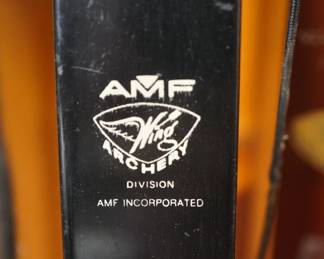 AMF
Wing
ARCHERY
DIVISION
AMF INCORPORATED